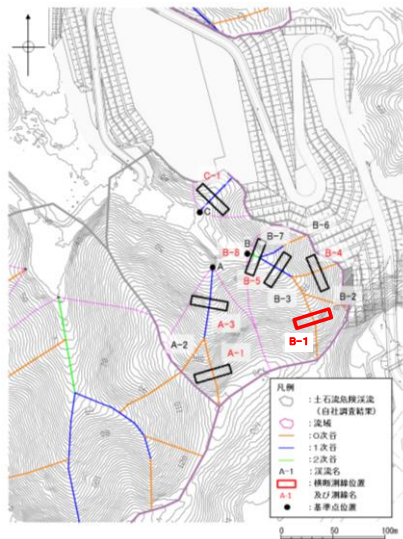 C-1
C
B-7
B-6
B
B-8
B-4
B-5
A
B-3
B-2
A-3
B-1
A-2
A-1
凡例
：土石流危険渓流
（自社調査結果）
：流域
：0次谷
：1次谷
：2次谷
A-1 ：渓流名
：横断測線位置
A-1 及び測線名
：基準点位置
0 50 100m